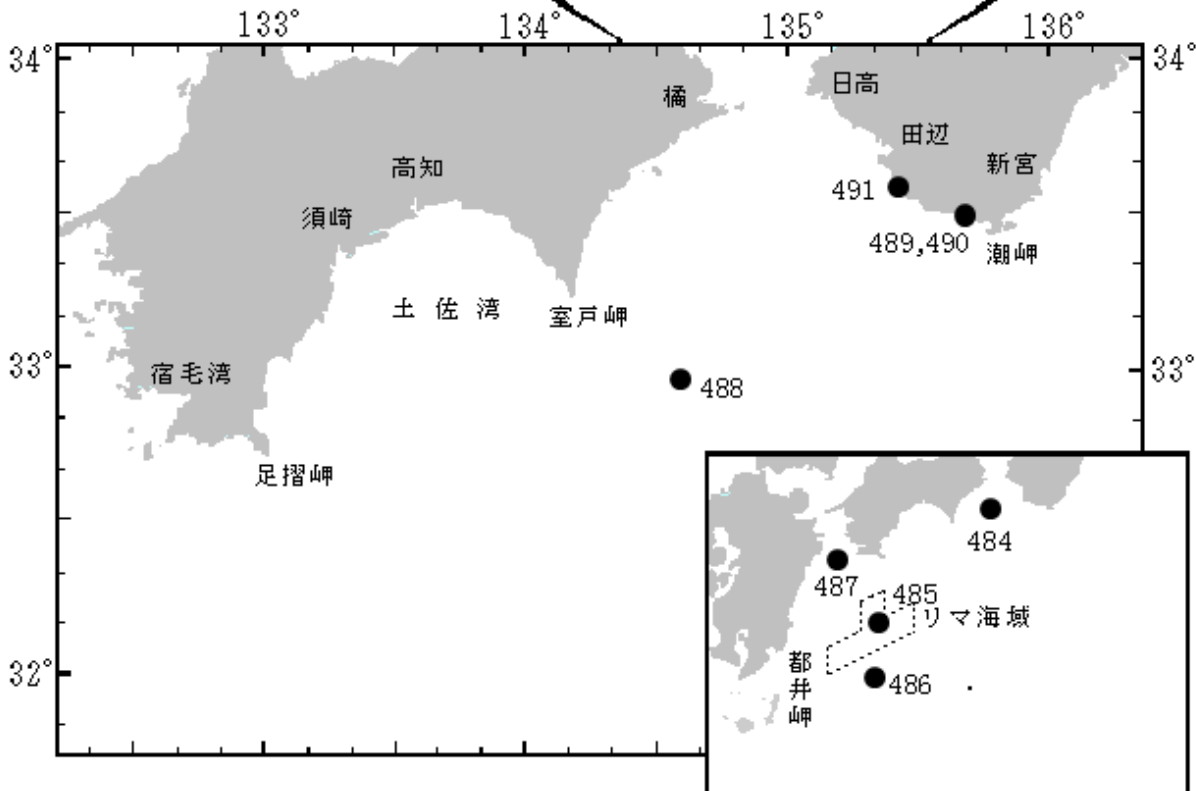 133° 134° 135° 136°
34° 34°
日高
橘
田辺
新宮
高知
491
須崎
489,490
潮岬
土佐湾
室戸岬
33° 33°
宿毛湾
488
足摺岬
484
487
485
リマ海域
都井岬
32°
486